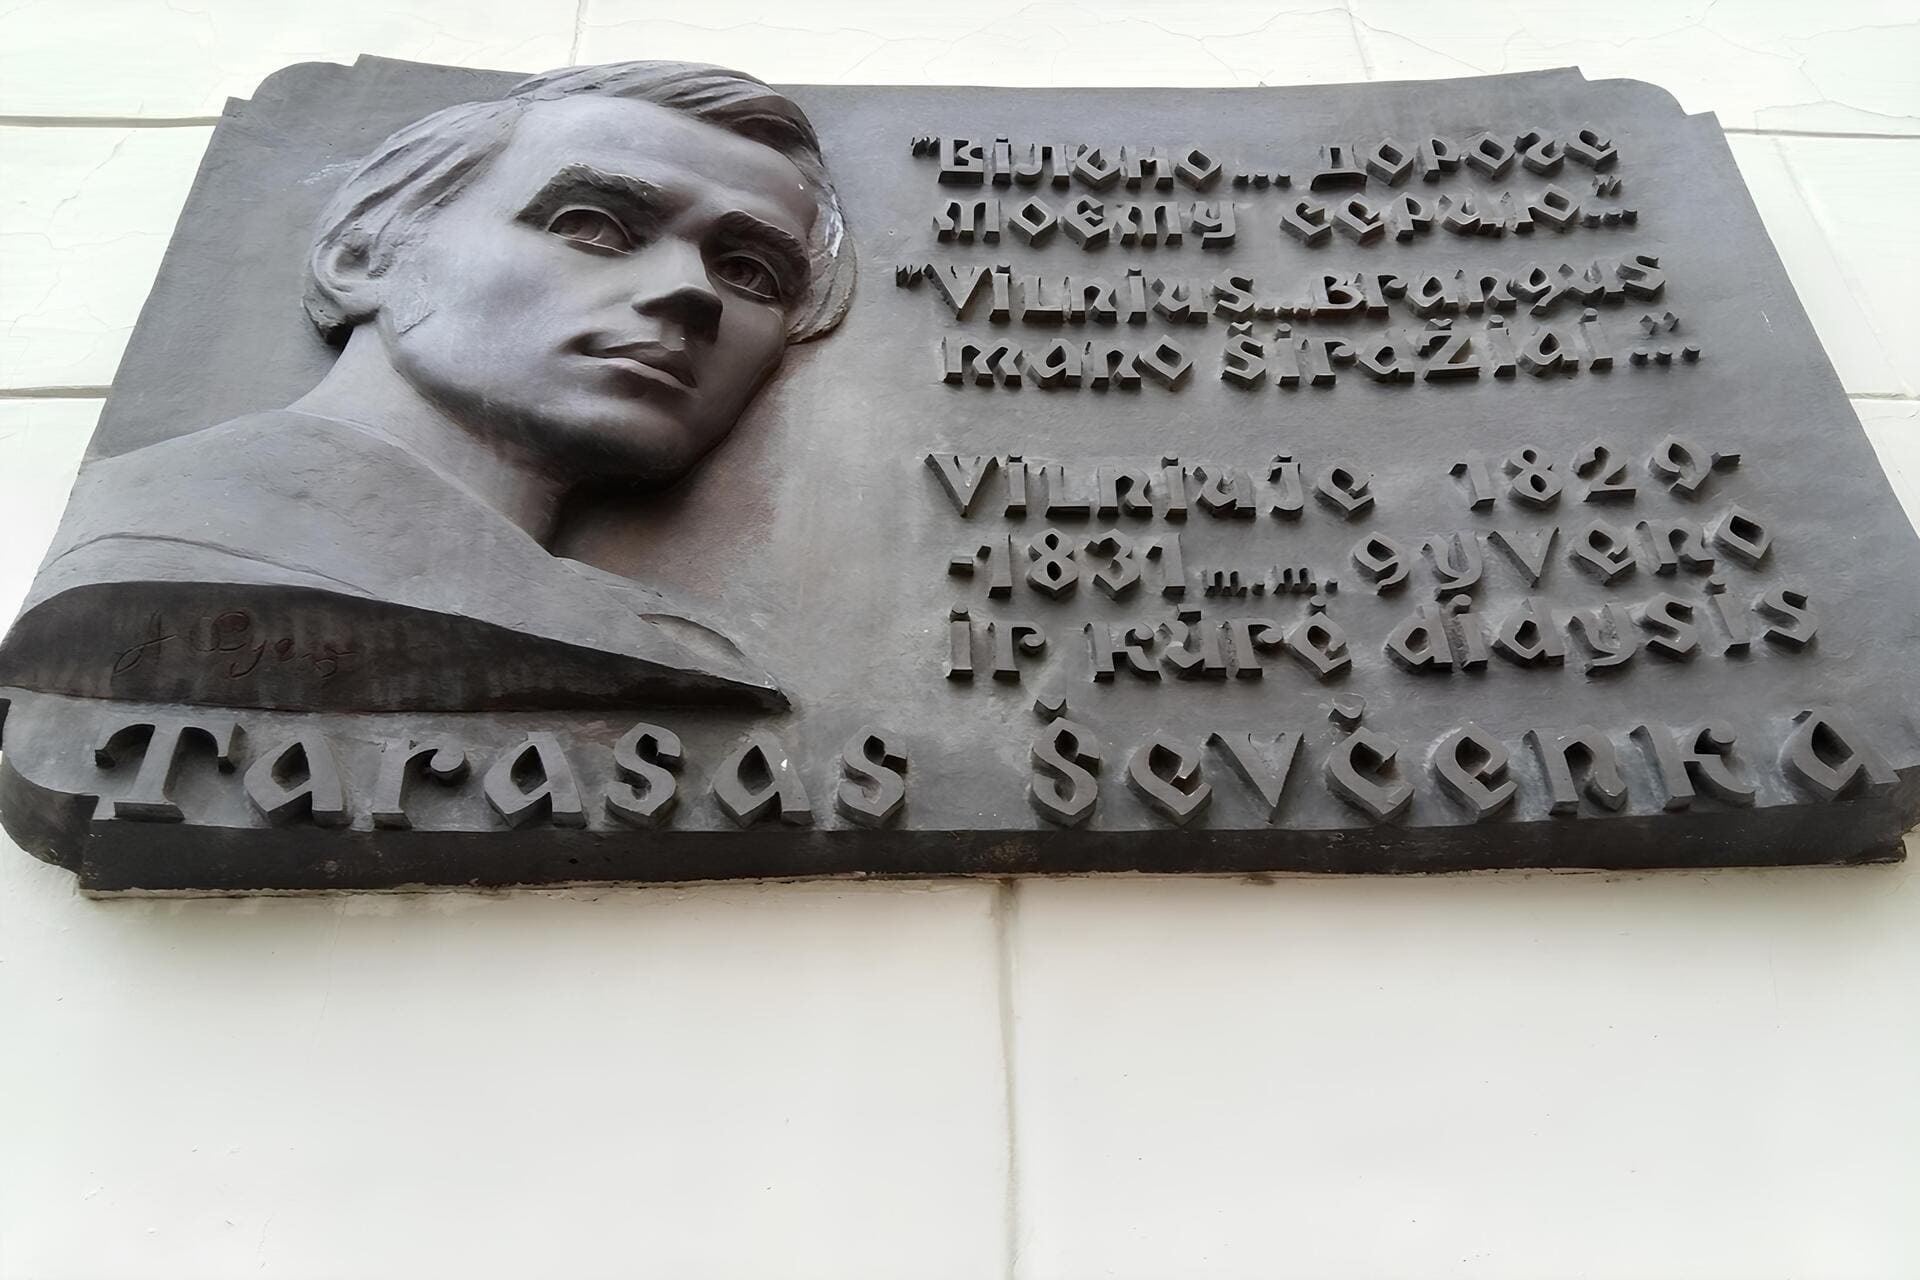 "Вільно... дороге
моєму серцю..."
"Vilnius... Brangus
mano širdžiai..."
Vilniuje 1829-
-1831 m.m. gyveno
ir kūrė didysis
Tarasas Ševčenka